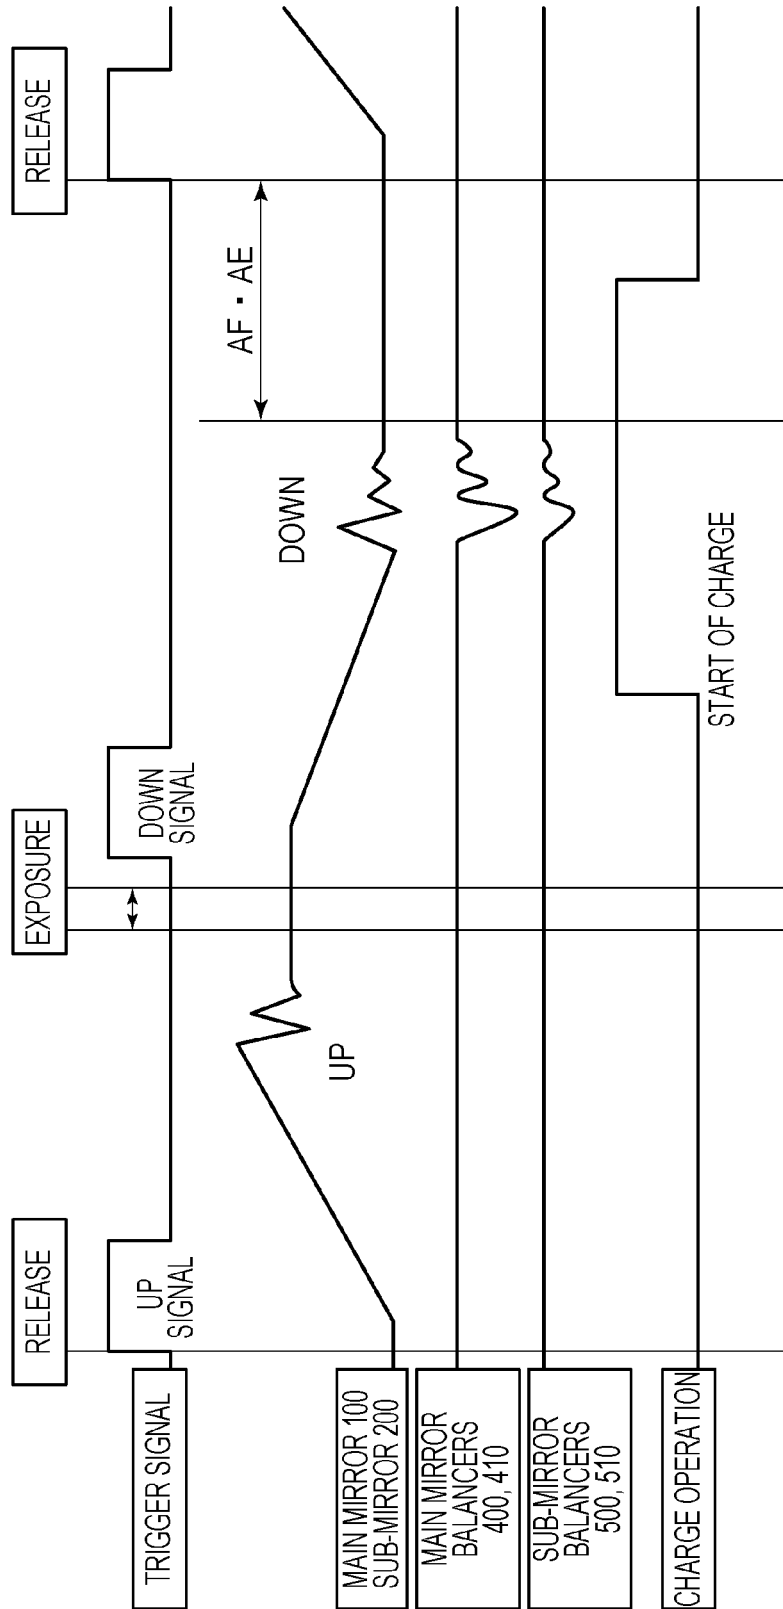 RELEASE
EXPOSURE
RELEASE
TRIGGER SIGNAL
UP
SIGNAL
DOWN
SIGNAL
MAIN MIRROR 100
SUB-MIRROR 200
UP
DOWN
AF・AE
MAIN MIRROR
BALANCERS
400, 410
SUB-MIRROR
BALANCERS
500, 510
CHARGE OPERATION
START OF CHARGE